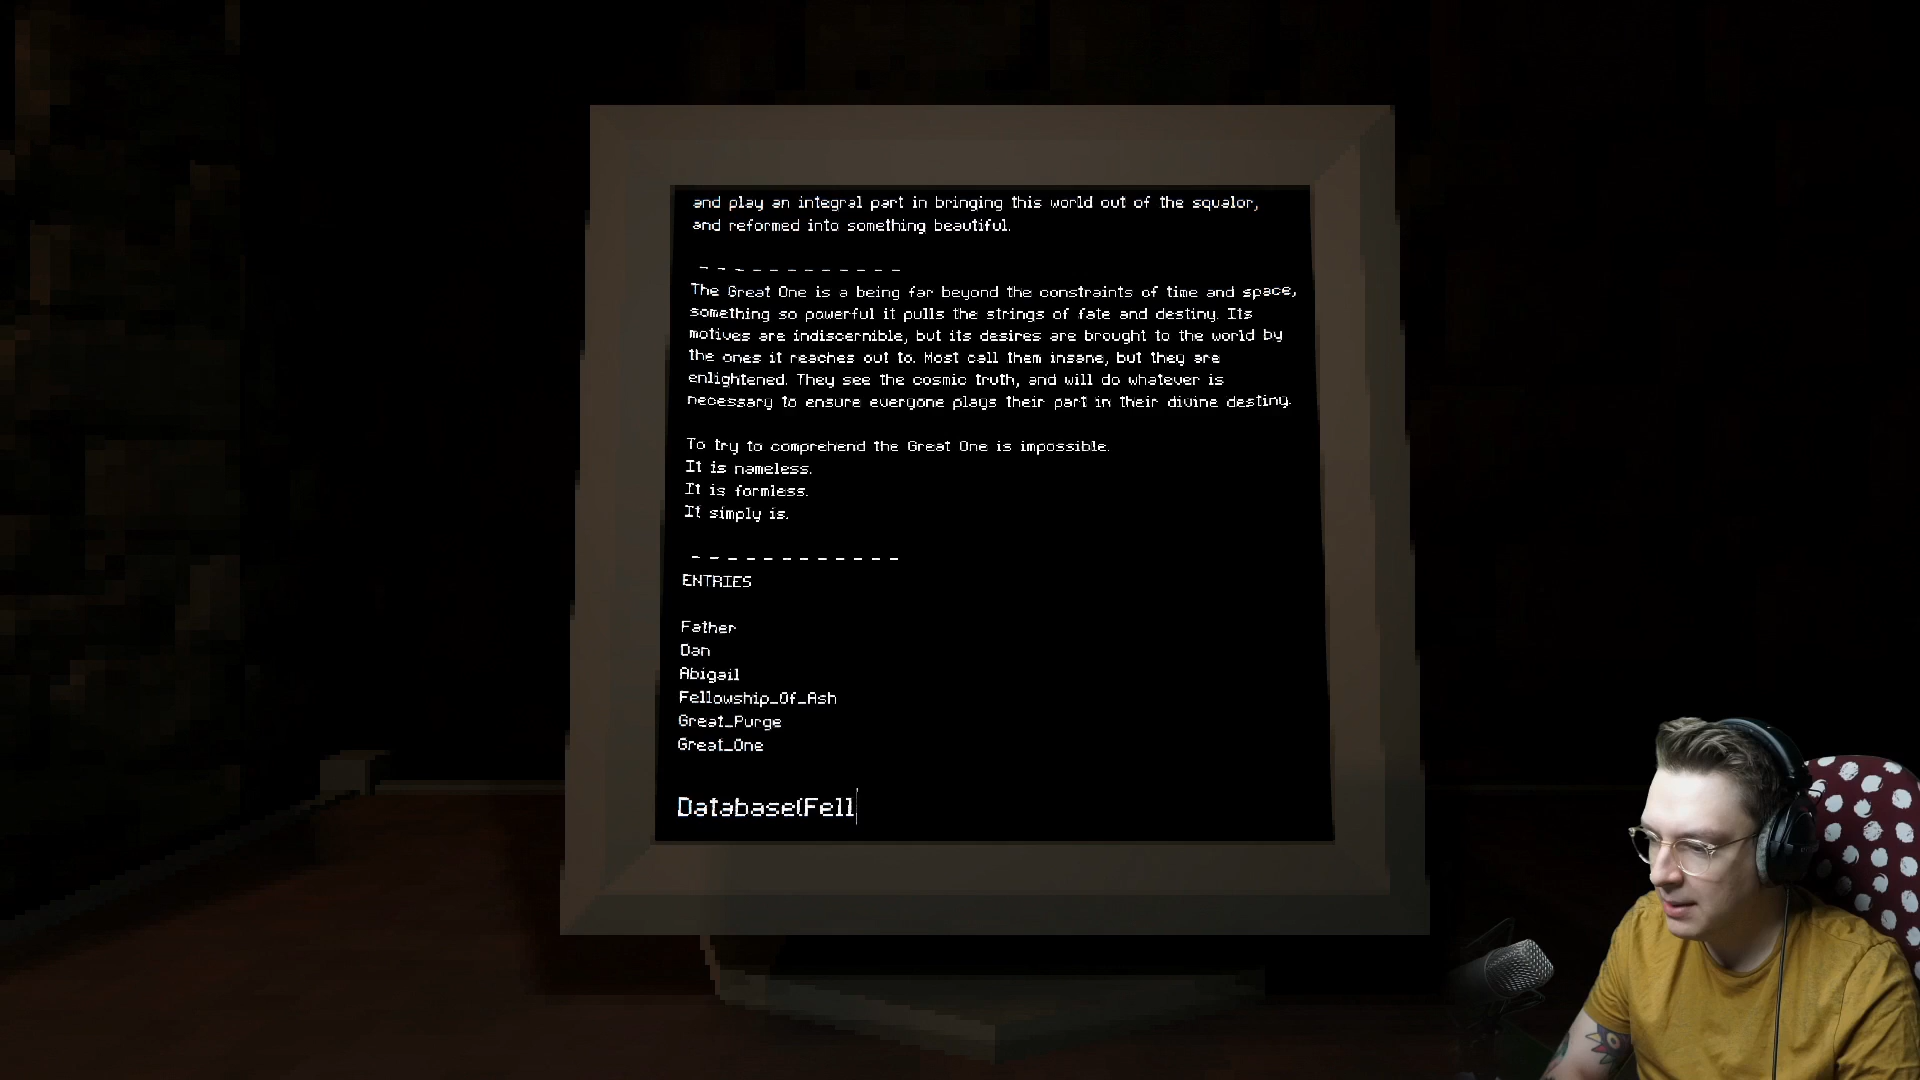 and play an integral part in bringing this world out of the squalor,
and reformed into something beautiful.
- - - - - - - - - - - -
The Great One is a being far beyond the constraints of time and space,
something so powerful it pulls the strings of fate and destiny. Its
motives are indiscernible, but its desires are brought to the world by
the ones it reaches out to. Most call them insane, but they are
enlightened. They see the cosmic truth, and will do whatever is
necessary to ensure everyone plays their part in their divine destiny.
To try to comprehend the Great One is impossible.
It is nameless.
It is formless.
It simply is.
- - - - - - - - - - - -
ENTRIES
Father
Dan
Abigail
Fellowship_Of_Ash
Great_Purge
Great_One
Database(Fell